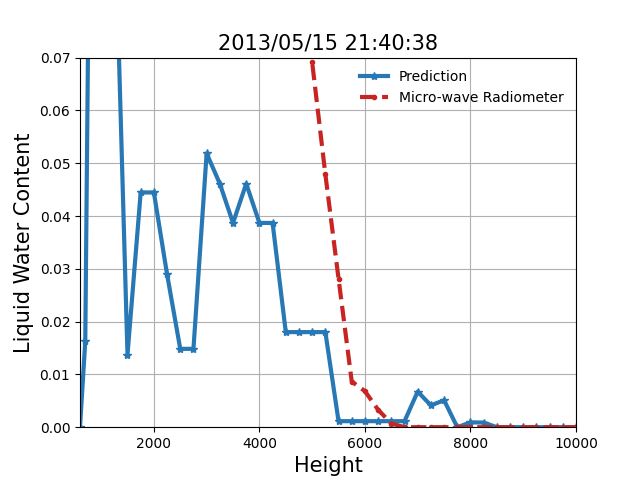 2013/05/15 21:40:38
Prediction
Micro-wave Radiometer
Liquid Water Content
0.07
0.06
0.05
0.04
0.03
0.02
0.01
0.00
2000 4000 6000 8000 10000
Height